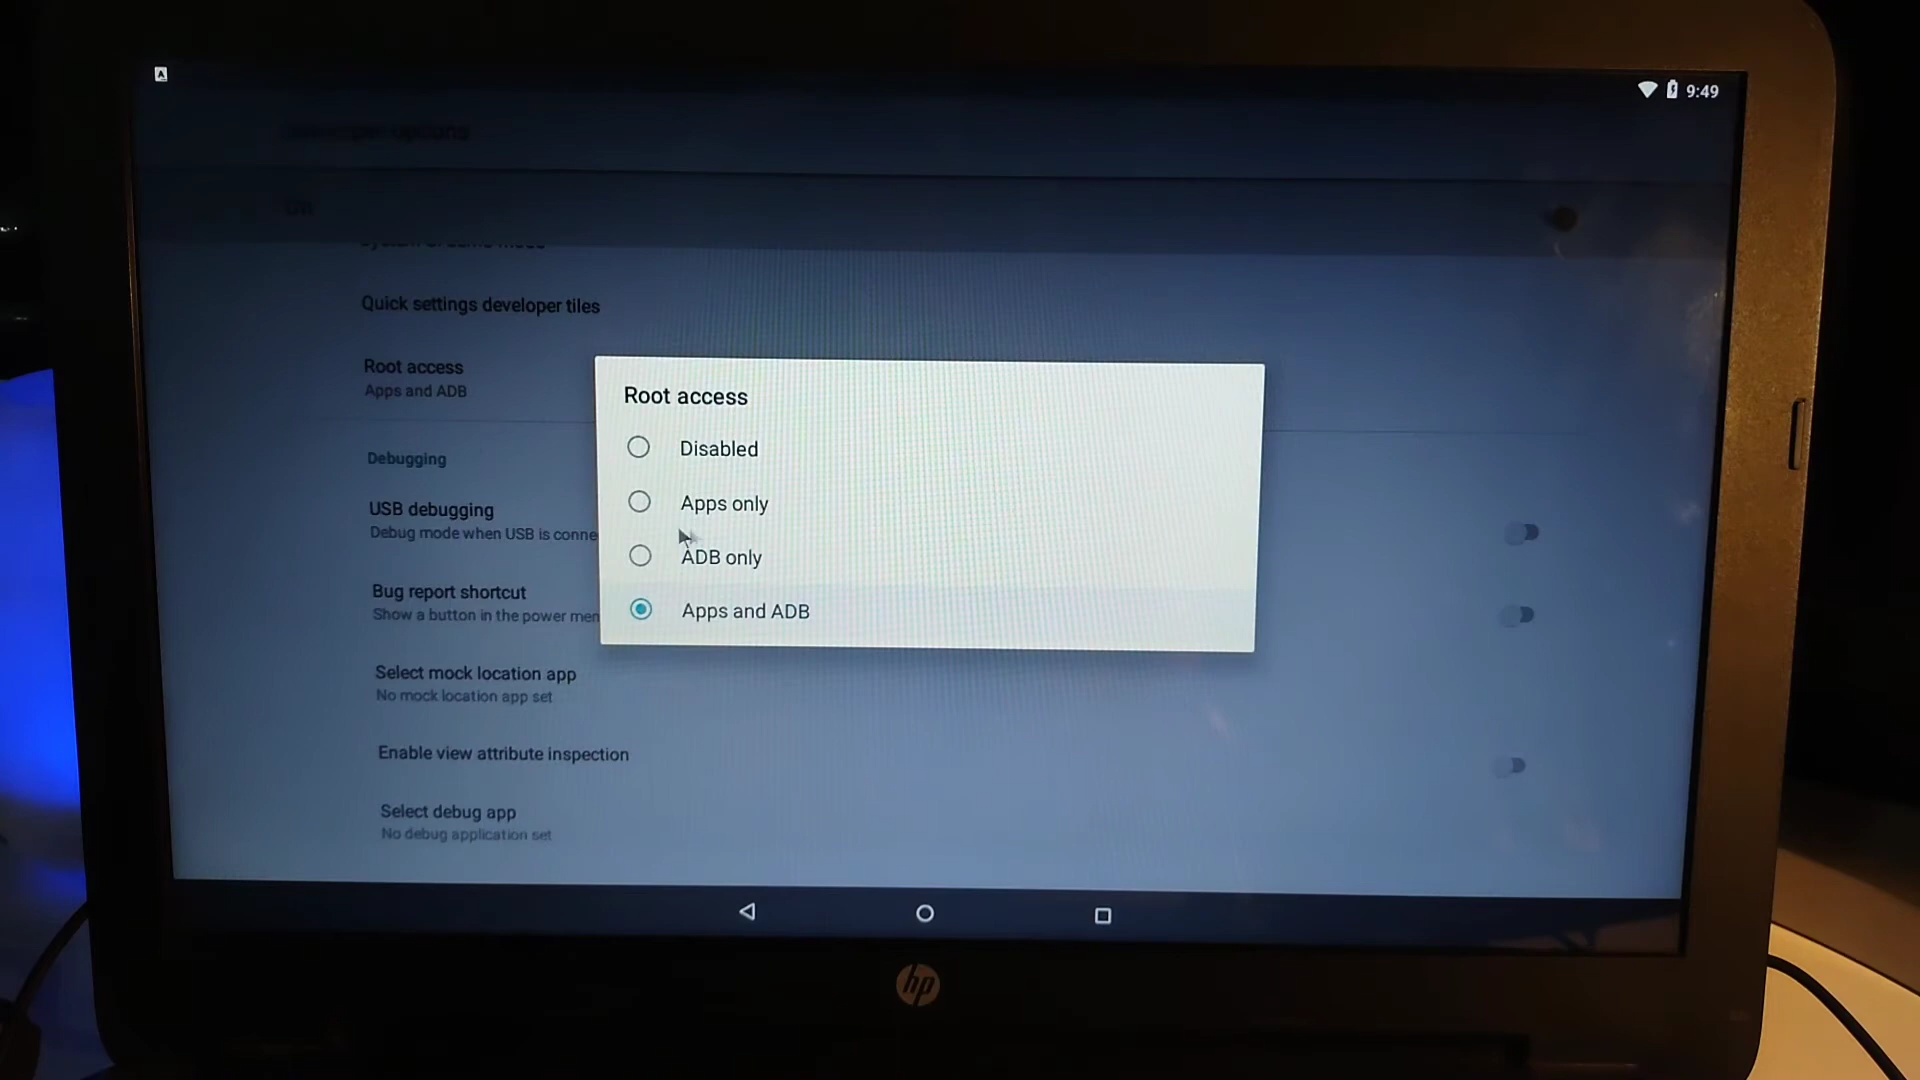 9:49
options
Quick settings developer tiles
Root access
Apps and ADB
Debugging
USB debugging
Debug mode when USB is conne
Bug report shortcut
Show a button in the power men
Select mock location app
No mock location app set
Enable view attribute inspection
Select debug app
No debug application set
Root access
Disabled
Apps only
ADB only
Apps and ADB
hp